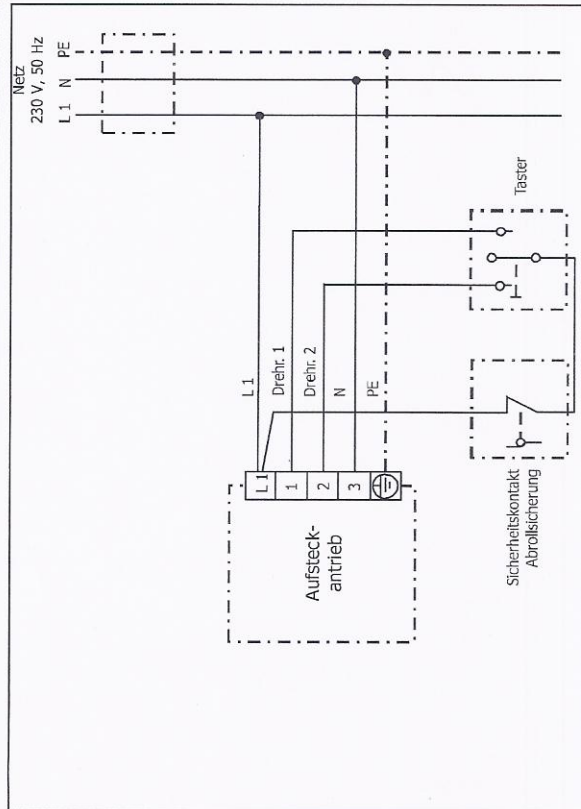 Netz
230 V, 50 Hz
PE
N
L 1
L 1
Drehr. 1
Drehr. 2
N
PE
L 1
1
2
3
Aufsteck-
antrieb
Taster
Sicherheitskontakt
Abrollsicherung